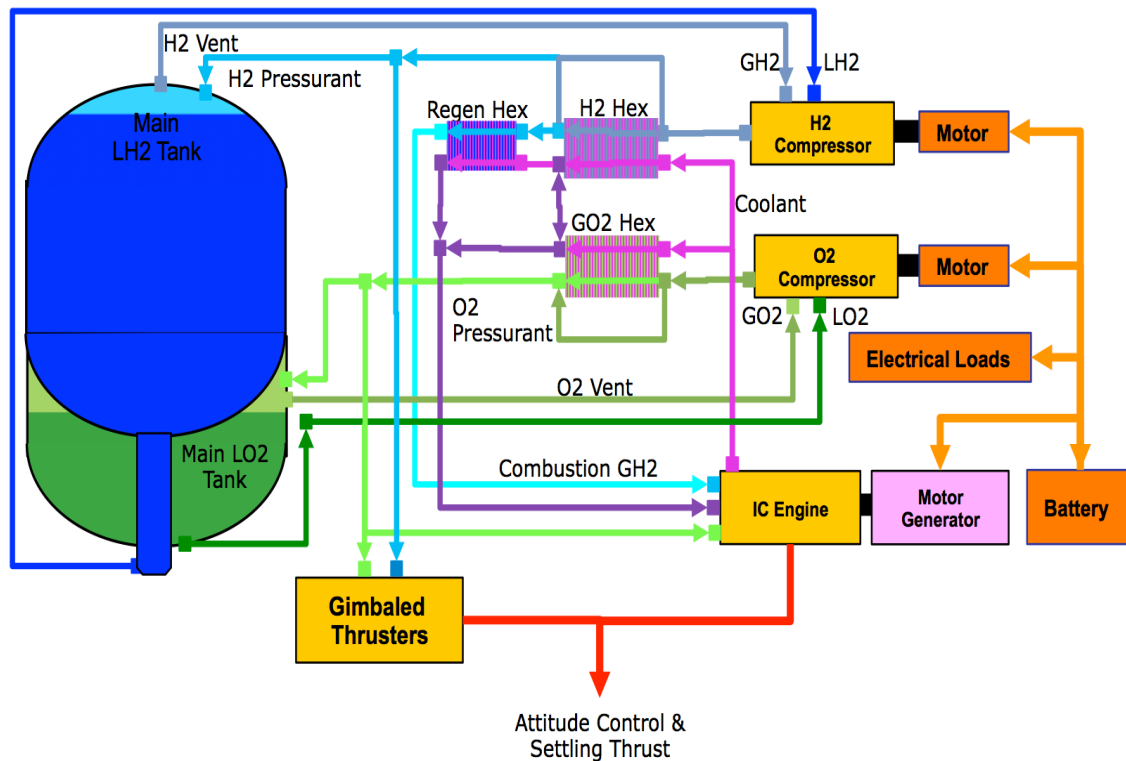 H2 Vent
H2 Pressurant
GH2
LH2
Main
LH2 Tank
Regen Hex
H2 Hex
H2
Compressor
Motor
Coolant
GO2 Hex
O2
Compressor
Motor
O2
Pressurant
GO2
LO2
Electrical Loads
O2 Vent
Main LO2
Tank
Combustion GH2
IC Engine
Motor
Generator
Battery
Gimbaled
Thrusters
Attitude Control &
Settling Thrust